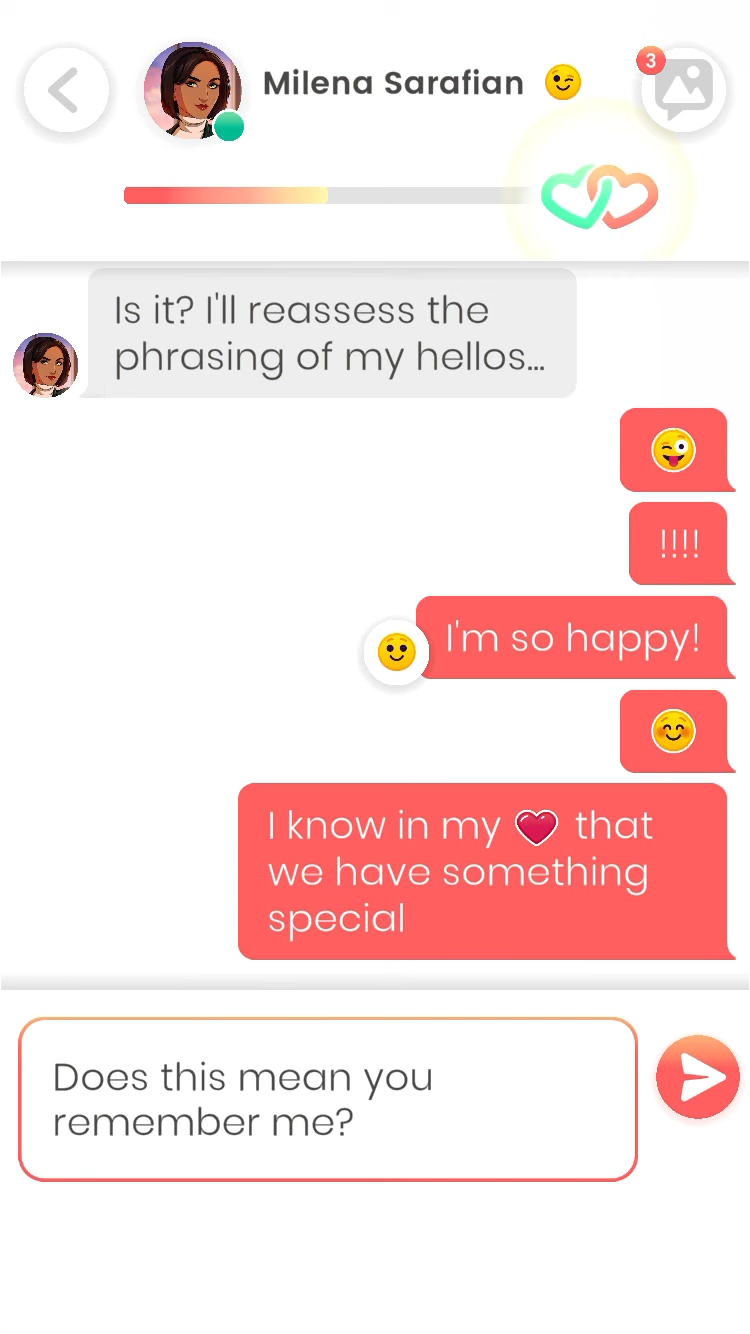 Milena Sarafian 😉
3
Is it? I'll reassess the
phrasing of my hellos...
😜
!!!!
I'm so happy!
🙂
😊
I know in my ❤️ that
we have something
special
Does this mean you
remember me?